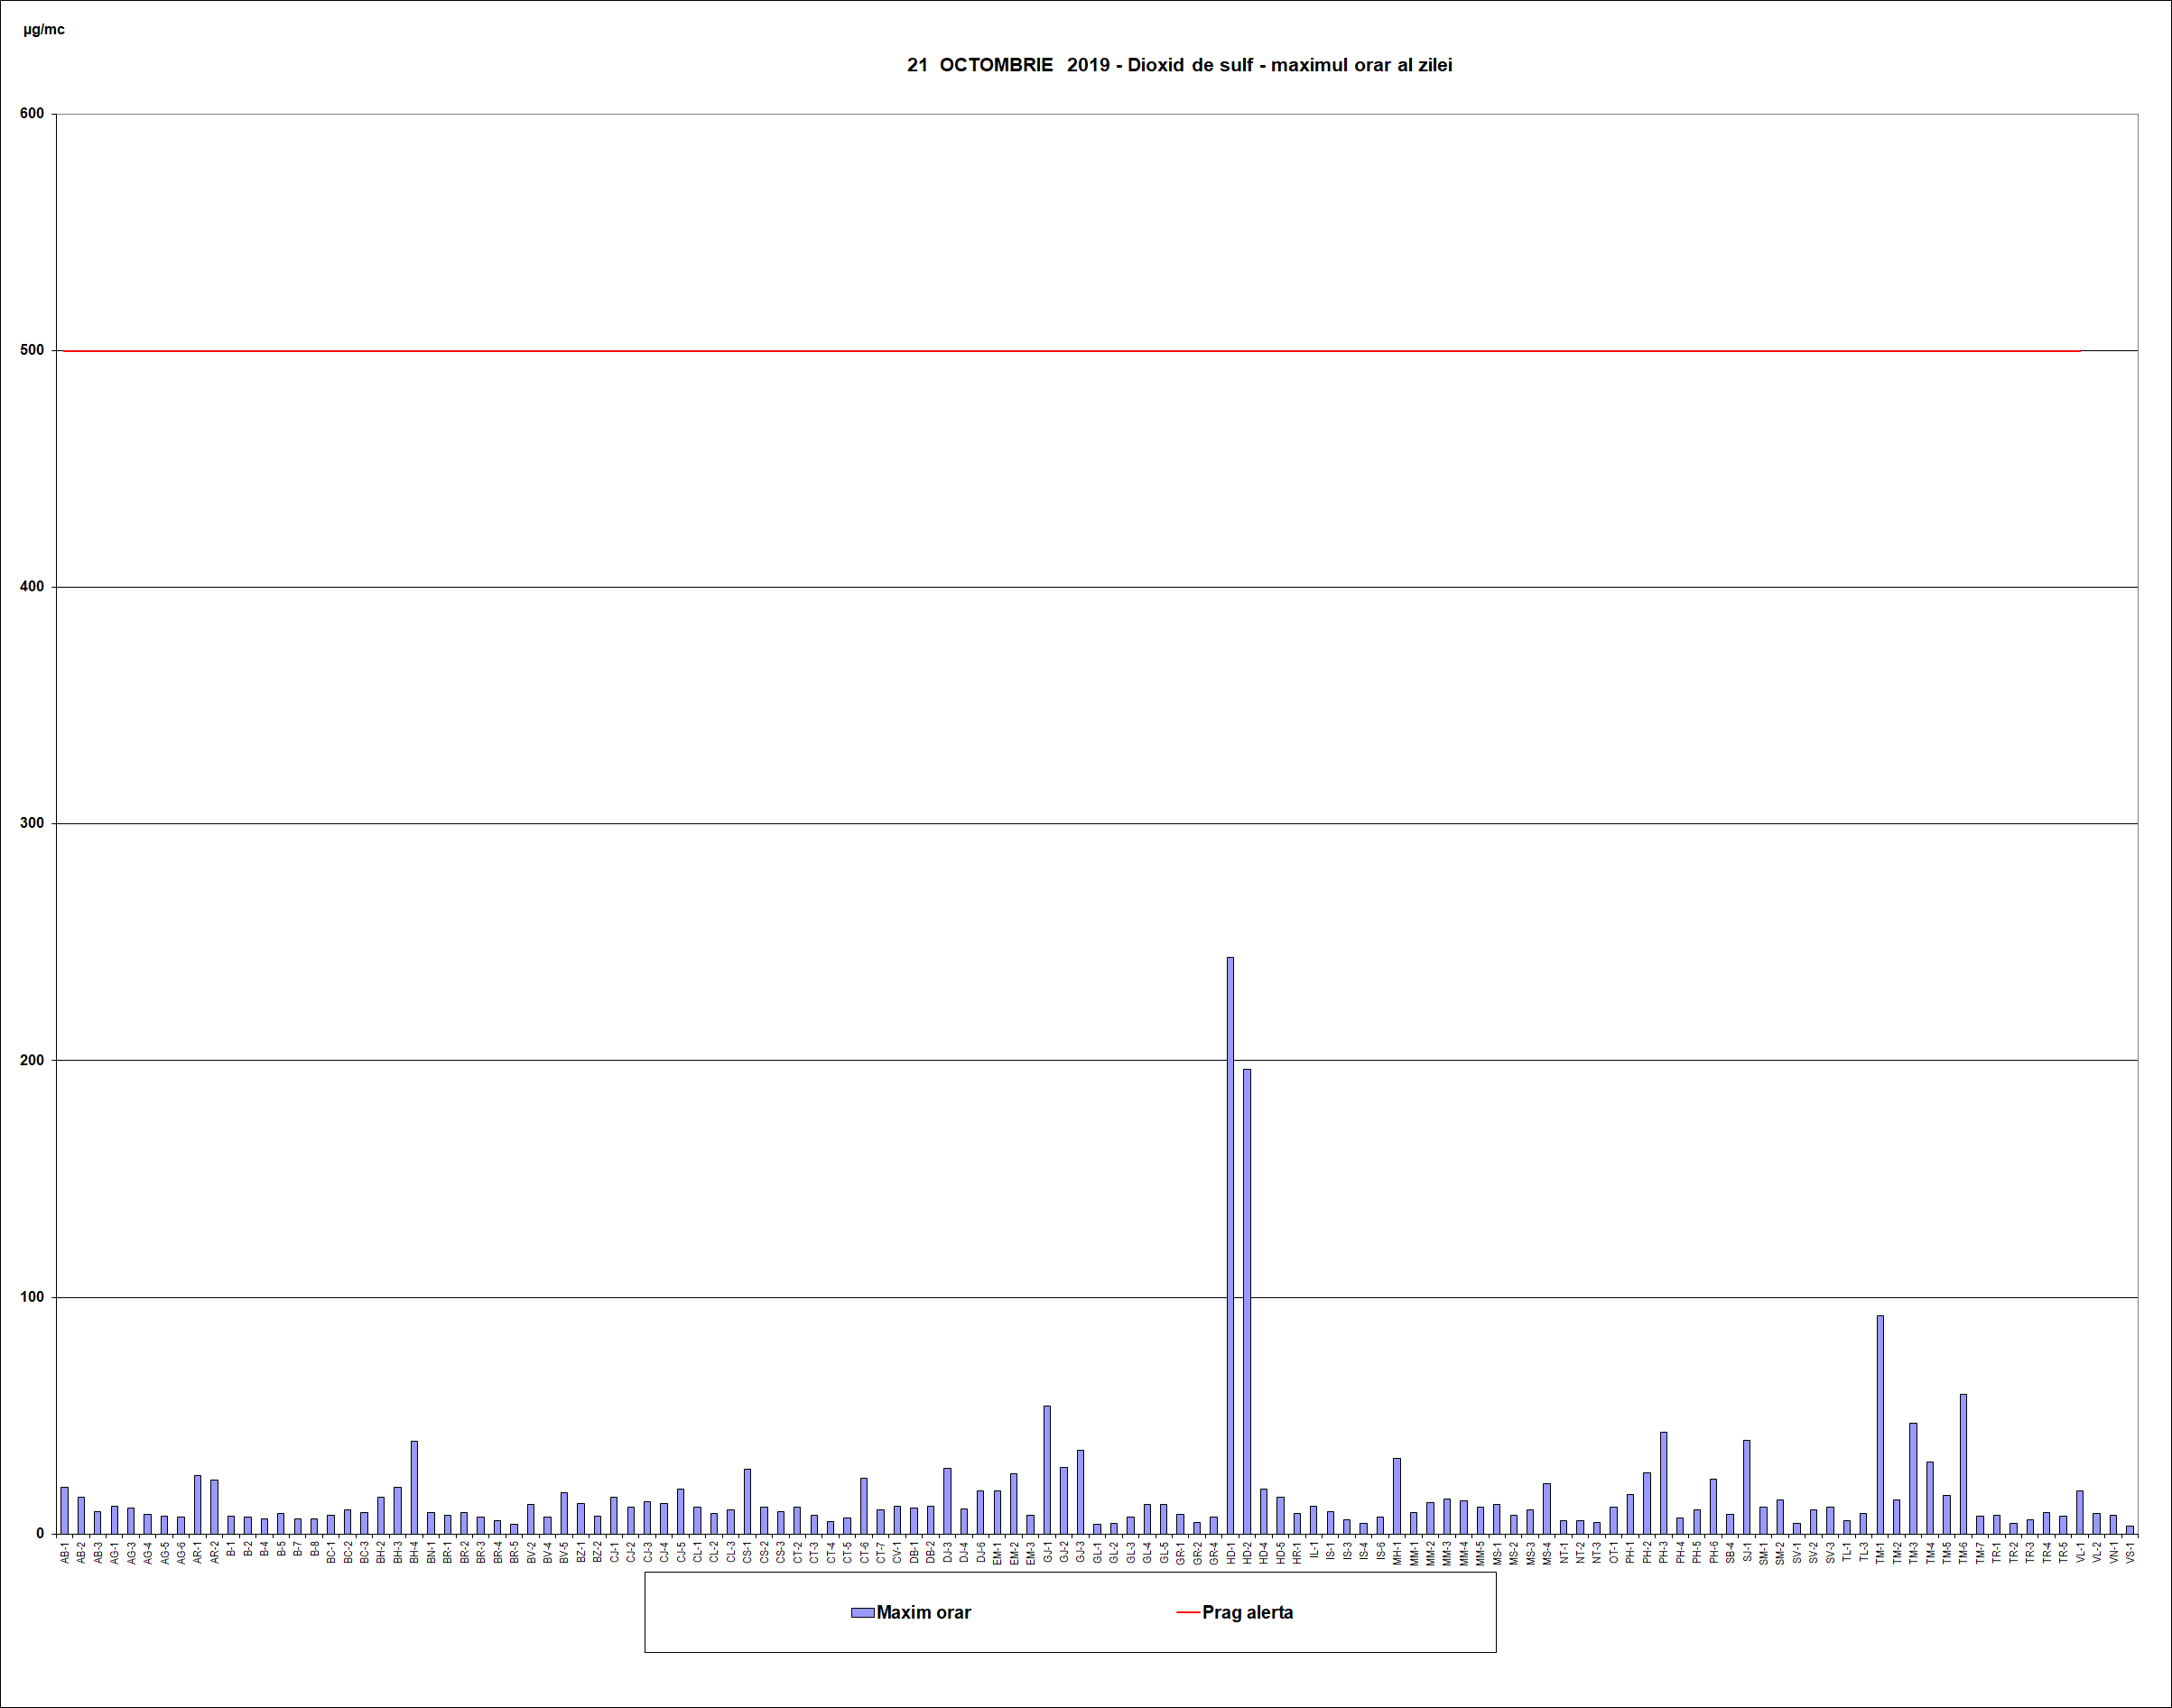 µg/mc
21 OCTOMBRIE 2019 - Dioxid de sulf - maximul orar al zilei
600
500
400
300
200
100
0
AB-1 AB-2 AB-3 AG-1 AG-3 AG-4 AG-5 AG-6 AR-1 AR-2 B-1 B-2 B-4 B-5 B-7 B-8 BC-1 BC-2 BC-3 BH-2 BH-3 BH-4 BN-1 BR-1 BR-2 BR-3 BR-4 BR-5 BV-2 BV-4 BV-5 BZ-1 BZ-2 CJ-1 CJ-2 CJ-3 CJ-4 CJ-5 CL-1 CL-2 CL-3 CS-1 CS-2 CS-3 CT-2 CT-3 CT-4 CT-5 CT-6 CT-7 CV-1 DB-1 DB-2 DJ-3 DJ-4 DJ-6 EM-1 EM-2 EM-3 GJ-1 GJ-2 GJ-3 GL-1 GL-2 GL-3 GL-4 GL-5 GR-1 GR-2 GR-4 HD-1 HD-2 HD-4 HD-5 HR-1 IL-1 IS-1 IS-3 IS-4 IS-6 MH-1 MM-1 MM-2 MM-3 MM-4 MM-5 MS-1 MS-2 MS-3 MS-4 NT-1 NT-2 NT-3 OT-1 PH-1 PH-2 PH-3 PH-4 PH-5 PH-6 SB-4 SJ-1 SM-1 SM-2 SV-1 SV-2 SV-3 TL-1 TL-3 TM-1 TM-2 TM-3 TM-4 TM-5 TM-6 TM-7 TR-1 TR-2 TR-3 TR-4 TR-5 VL-1 VL-2 VN-1 VS-1
Maxim orar Prag alerta